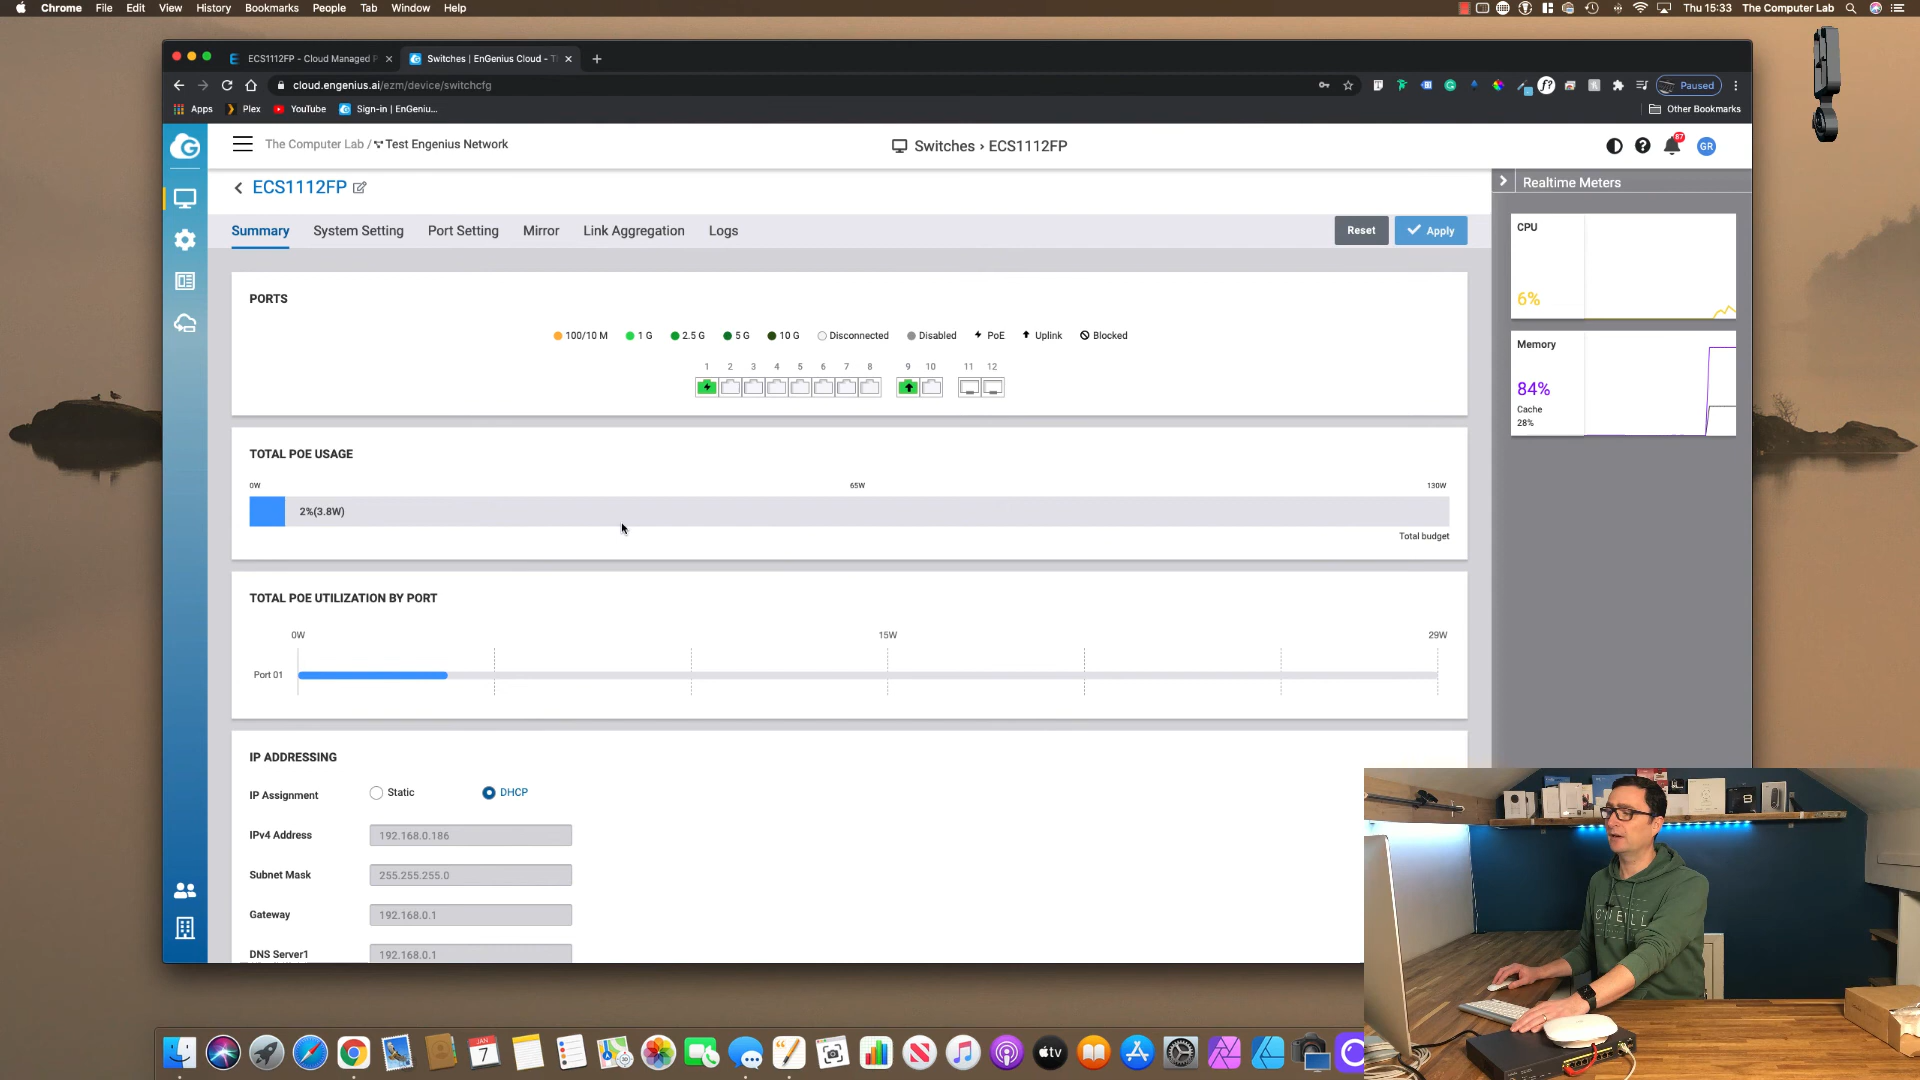 Chrome File Edit View History Bookmarks People Tab Window Help
Thu 15:33 The Computer Lab
ECS1112FP - Cloud Managed P
Switches | EnGenius Cloud - T
cloud.engenius.ai/ezm/device/switchcfg
Paused
Apps Plex YouTube Sign-in | EnGeniu...
Other Bookmarks
The Computer Lab / Test Engenius Network
Switches › ECS1112FP
87
GR
ECS1112FP
Realtime Meters
Summary System Setting Port Setting Mirror Link Aggregation Logs
Reset Apply
CPU
6%
PORTS
100/10 M 1 G 2.5 G 5 G 10 G Disconnected Disabled PoE Uplink Blocked
1 2 3 4 5 6 7 8 9 10 11 12
Memory
84%
Cache
28%
TOTAL POE USAGE
0W 65W 130W
2%(3.8W)
Total budget
TOTAL POE UTILIZATION BY PORT
0W 15W 29W
Port 01
IP ADDRESSING
IP Assignment Static DHCP
IPv4 Address 192.168.0.186
Subnet Mask 255.255.255.0
Gateway 192.168.0.1
DNS Server1 192.168.0.1
JAN
7
tv